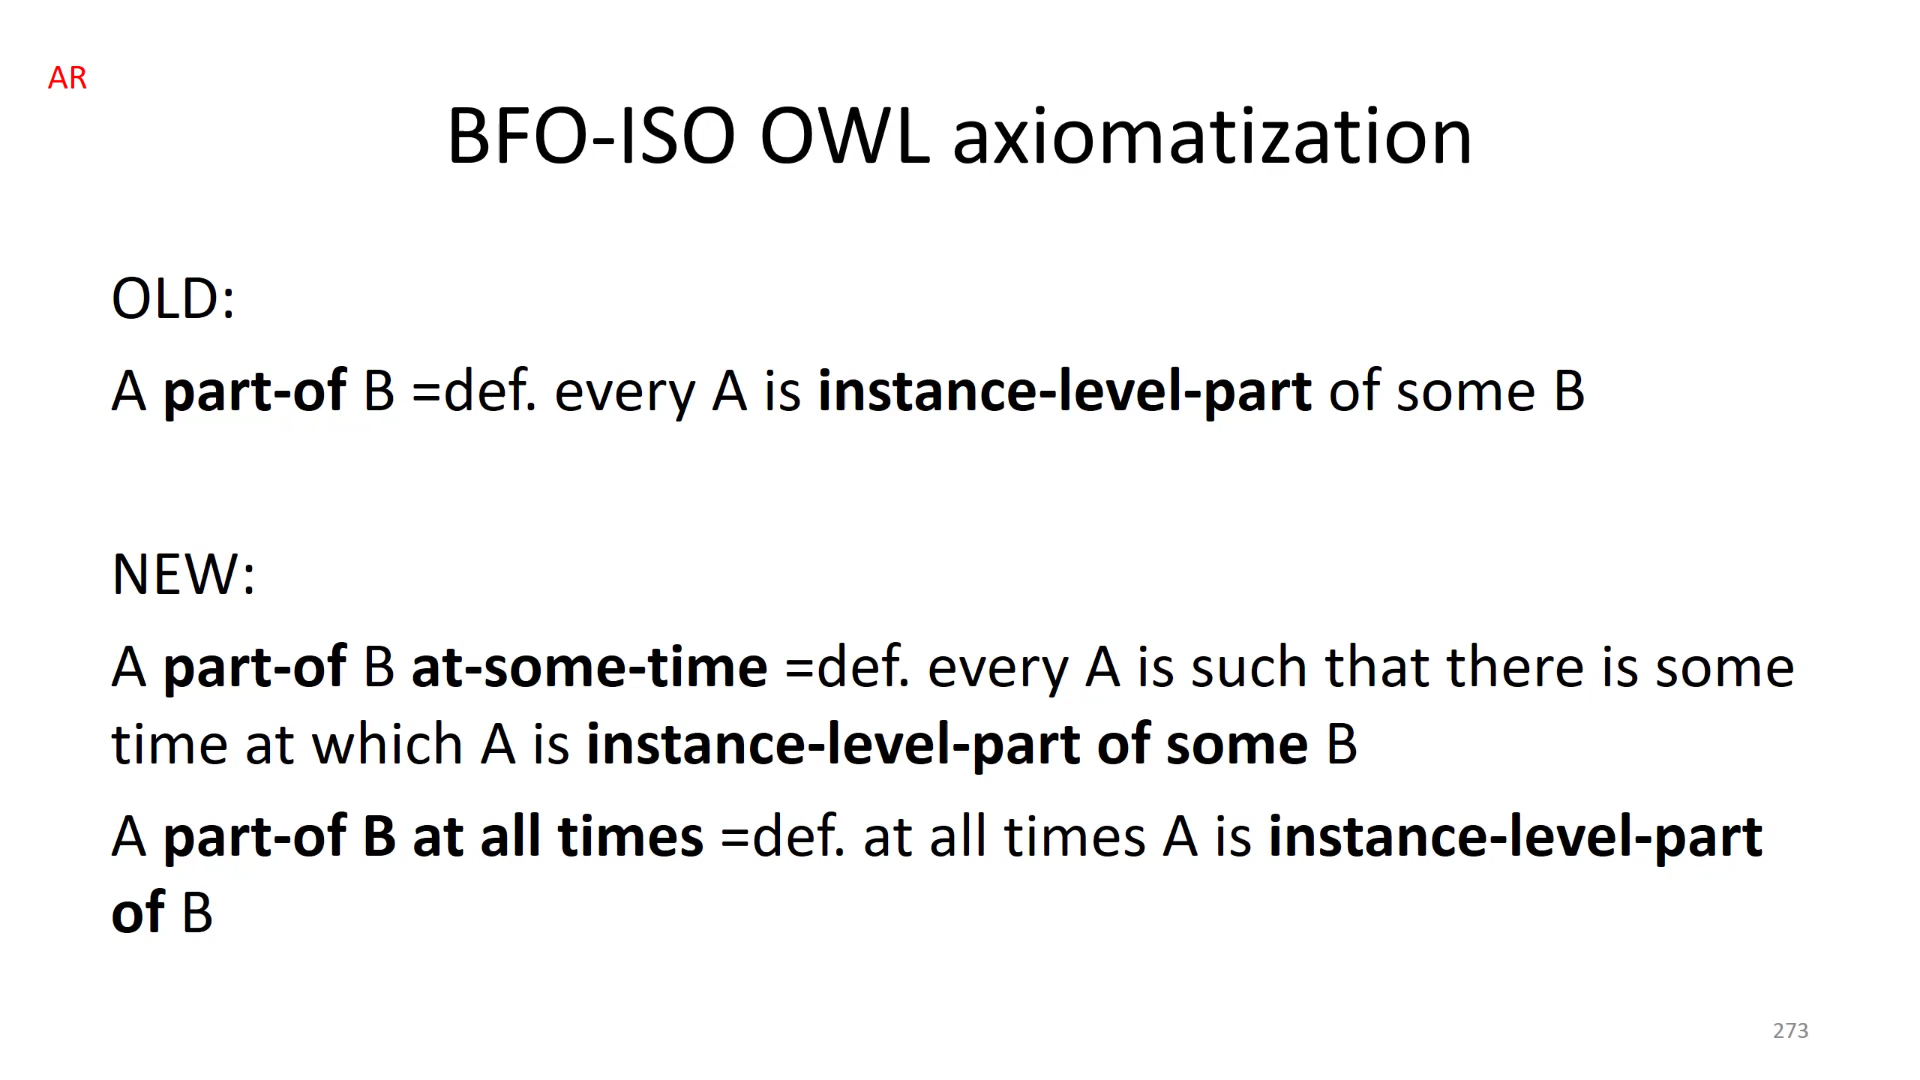 AR
BFO-ISO OWL axiomatization
OLD:
A part-of B =def. every A is instance-level-part of some B
NEW:
A part-of B at-some-time =def. every A is such that there is some
time at which A is instance-level-part of some B
A part-of B at all times =def. at all times A is instance-level-part
of B
273